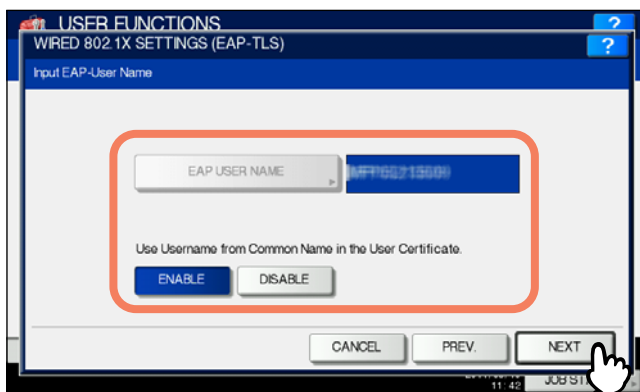 USER FUNCTIONS
?
WIRED 802.1X SETTINGS (EAP-TLS)
?
Input EAP-User Name
EAP USER NAME
Use Username from Common Name in the User Certificate.
ENABLE
DISABLE
CANCEL
PREV.
NEXT
11:42
JOB ST